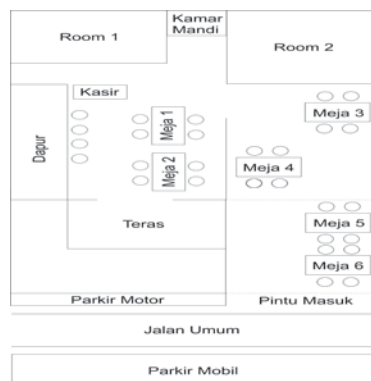 Room 1
Kamar
Mandi
Room 2
Kasir
Meja 1
Meja 3
Dapur
Meja 2
Meja 4
Teras
Meja 5
Meja 6
Parkir Motor
Pintu Masuk
Jalan Umum
Parkir Mobil